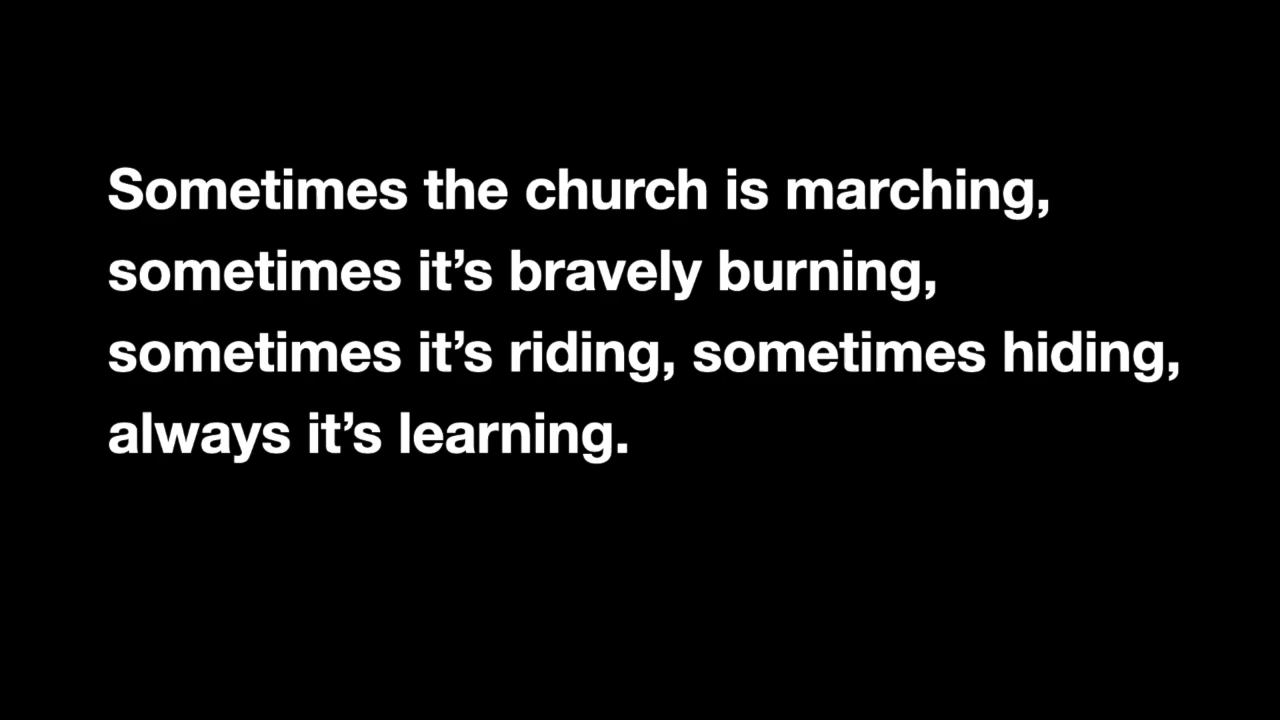 Sometimes the church is marching,
sometimes it’s bravely burning,
sometimes it’s riding, sometimes hiding,
always it’s learning.